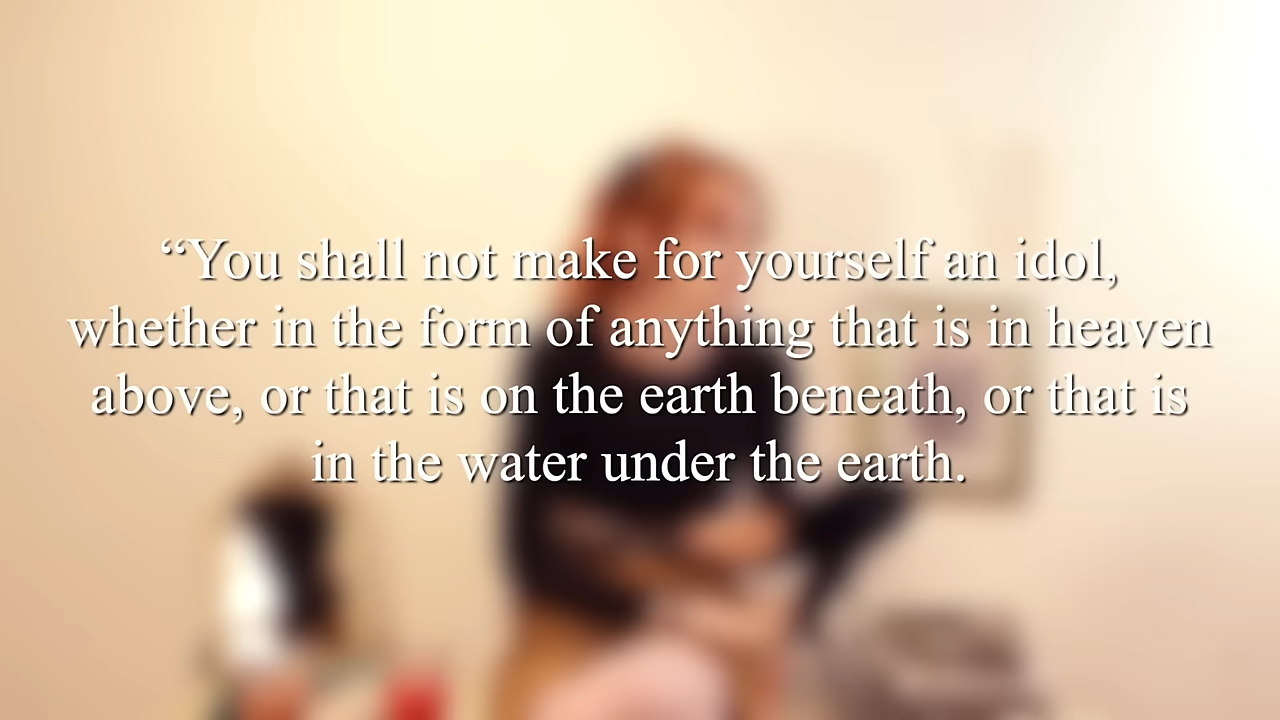 “You shall not make for yourself an idol,
whether in the form of anything that is in heaven
above, or that is on the earth beneath, or that is
in the water under the earth.